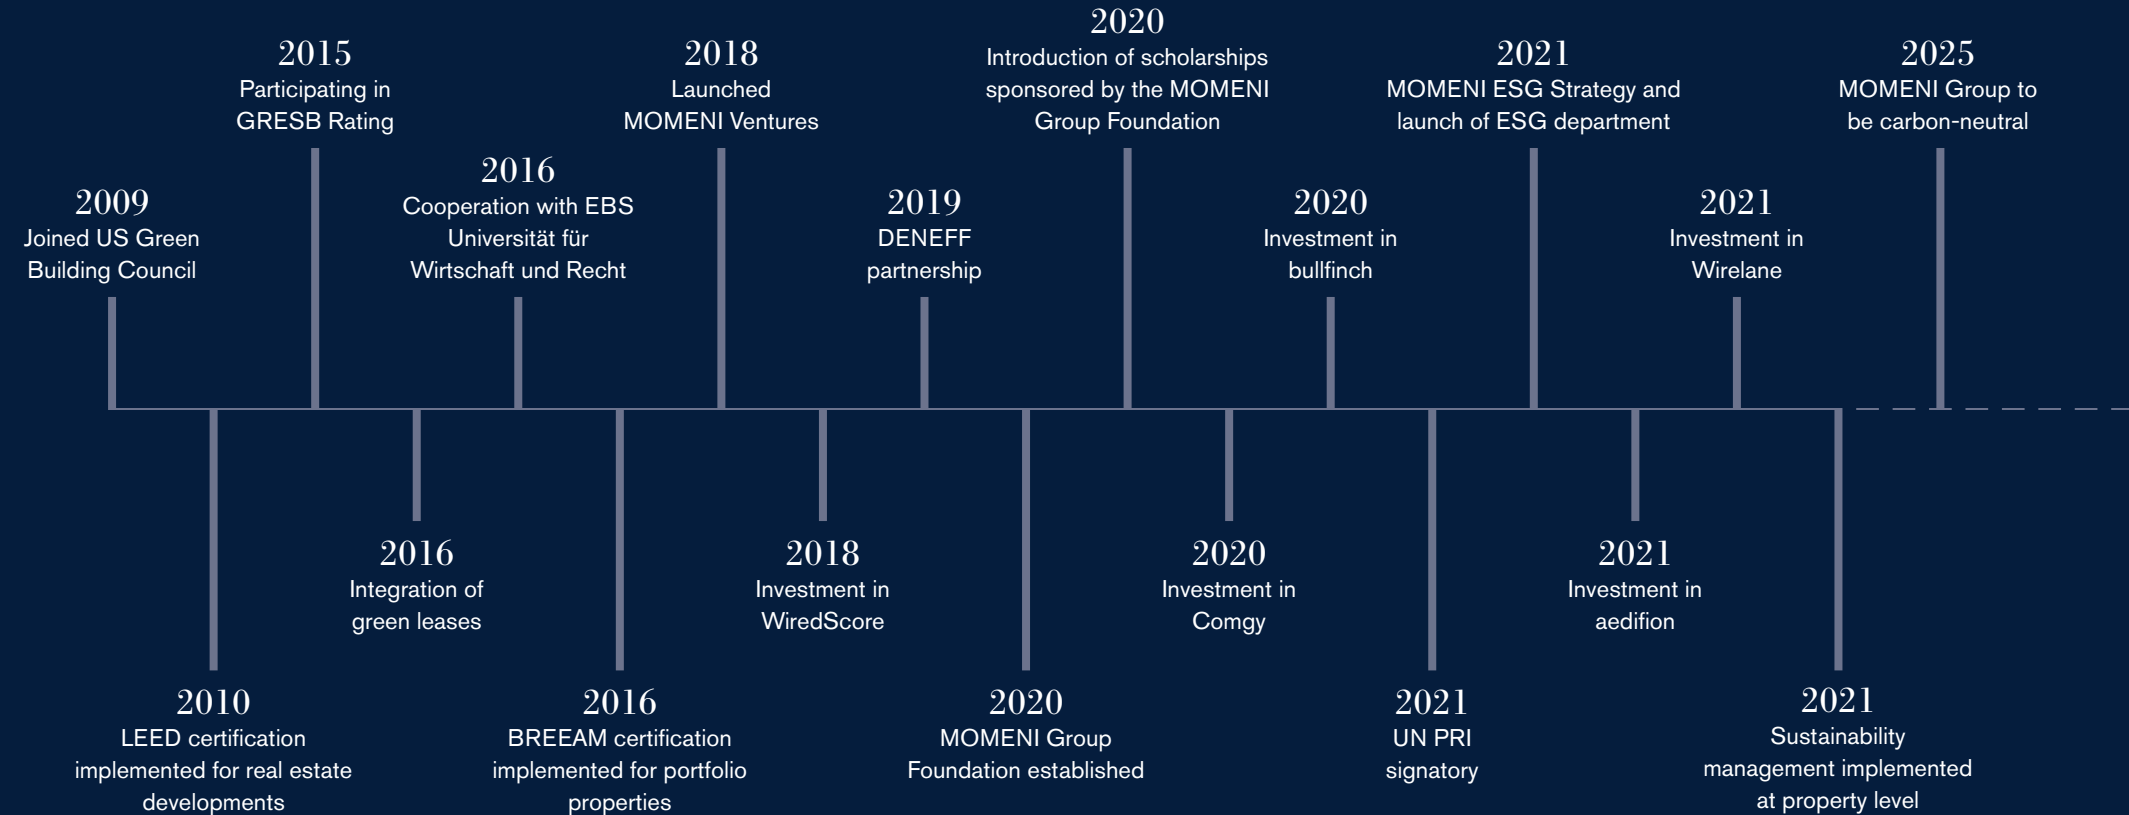 2009
Joined US Green
Building Council
2010
LEED certification
implemented for real estate
developments
2015
Participating in
GRESB Rating
2016
Integration of
green leases
2016
Cooperation with EBS
Universität für
Wirtschaft und Recht
2016
BREEAM certification
implemented for portfolio
properties
2018
Launched
MOMENI Ventures
2018
Investment in
WiredScore
2019
DENEFF
partnership
2020
MOMENI Group
Foundation established
2020
Introduction of scholarships
sponsored by the MOMENI
Group Foundation
2020
Investment in
Comgy
2020
Investment in
bullfinch
2021
UN PRI
signatory
2021
MOMENI ESG Strategy and
launch of ESG department
2021
Investment in
aedifion
2021
Investment in
Wirelane
2021
Sustainability
management implemented
at property level
2025
MOMENI Group to
be carbon-neutral